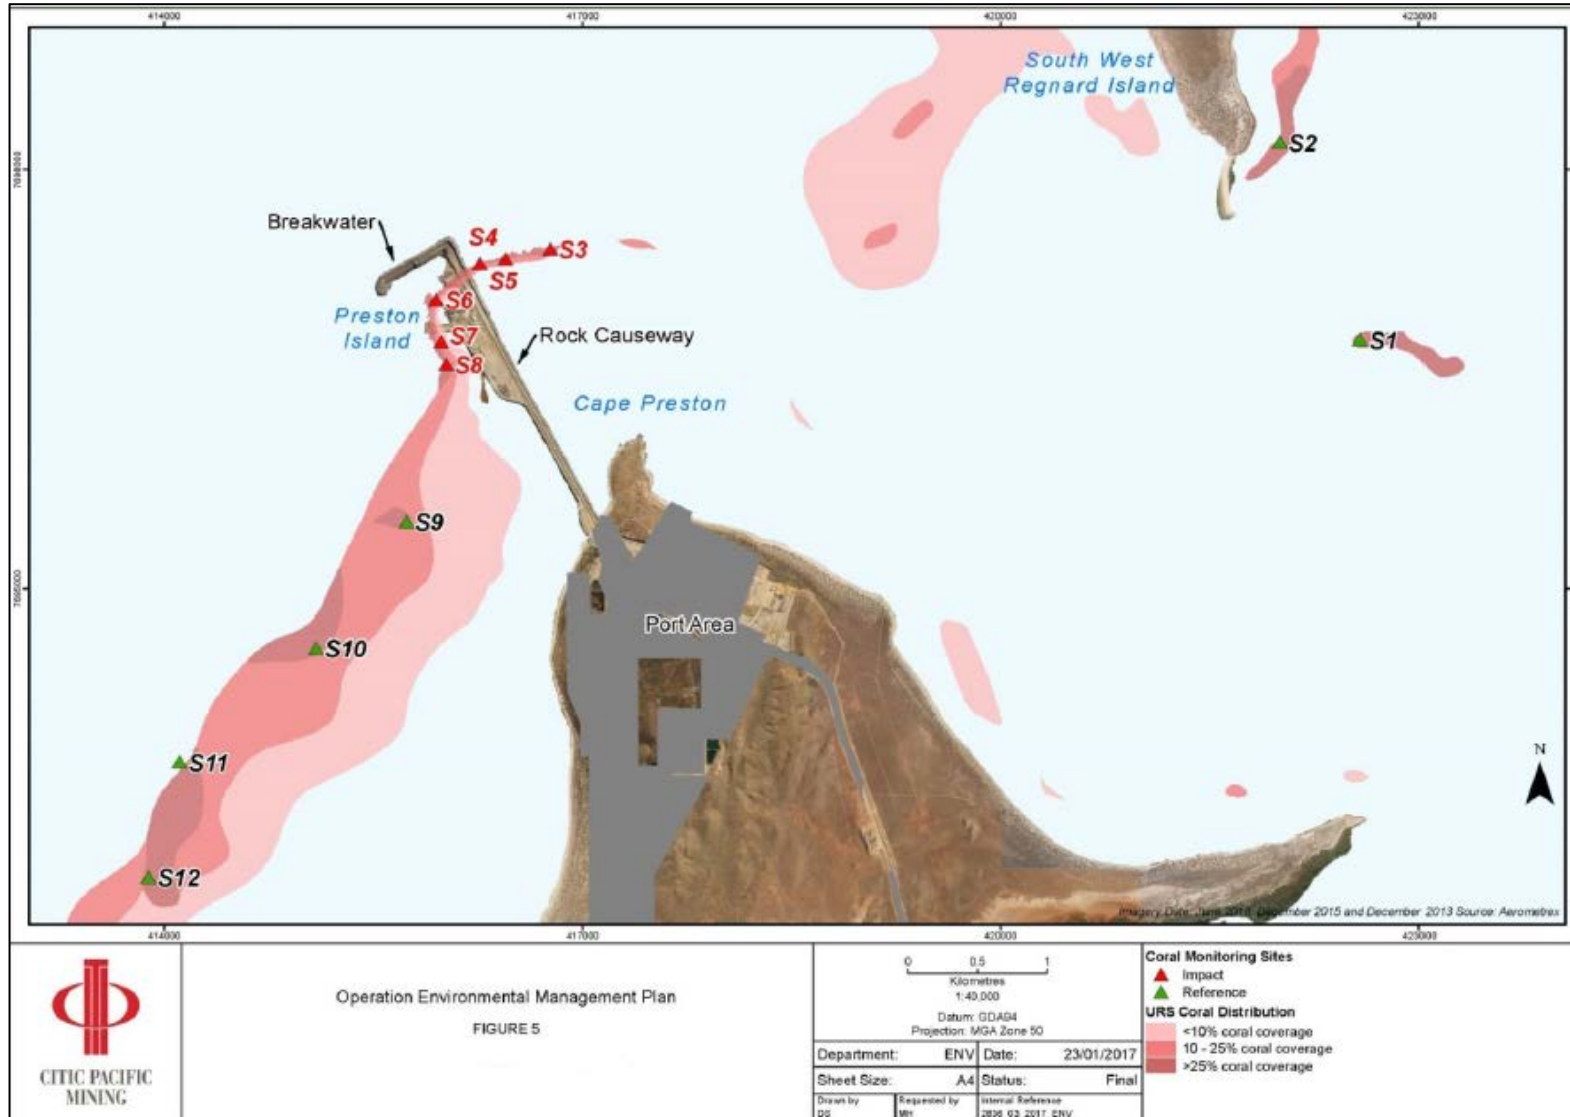 414000 417000 420000 423000
South West
Regnard Island
S2
7698000
Breakwater
S4
S3
S5
S6
Preston
Island
S7
Rock Causeway
S1
S8
Cape Preston
S9
7695000
Port Area
S10
N
S11
S12
Imagery Date: June 2016, December 2015 and December 2013 Source: Aerometrex
414000 417000 420000 423000
CITIC PACIFIC
MINING
Operation Environmental Management Plan
FIGURE 5
0 0.5 1
Kilometres
1:40,000
Datum: GDA94
Projection: MGA Zone 50
Department: ENV Date: 23/01/2017
Sheet Size: A4 Status: Final
Drawn by Requested by Internal Reference
DS MH 2836_03_2017_ENV
Coral Monitoring Sites
Impact
Reference
URS Coral Distribution
<10% coral coverage
10 - 25% coral coverage
>25% coral coverage